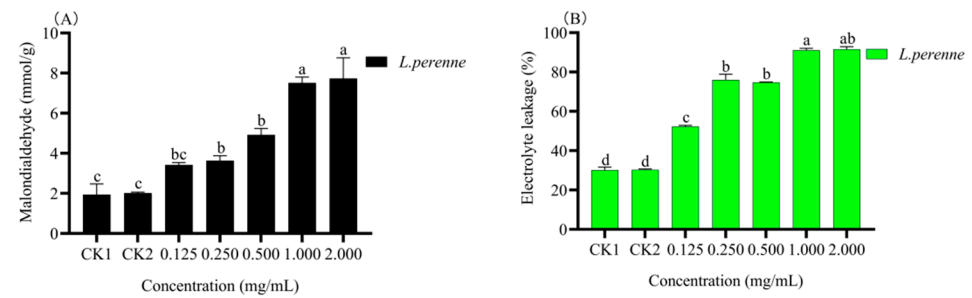 (A)
Malondialdehyde (mmol/g)
10
8
6
4
2
0
c
c
bc
b
b
a
a
L.perenne
CK1 CK2 0.125 0.250 0.500 1.000 2.000
Concentration (mg/mL)
(B)
Electrolyte leakage (%)
100
80
60
40
20
0
d
d
c
b
b
a
ab
L.perenne
CK1 CK2 0.125 0.250 0.500 1.000 2.000
Concentration (mg/mL)